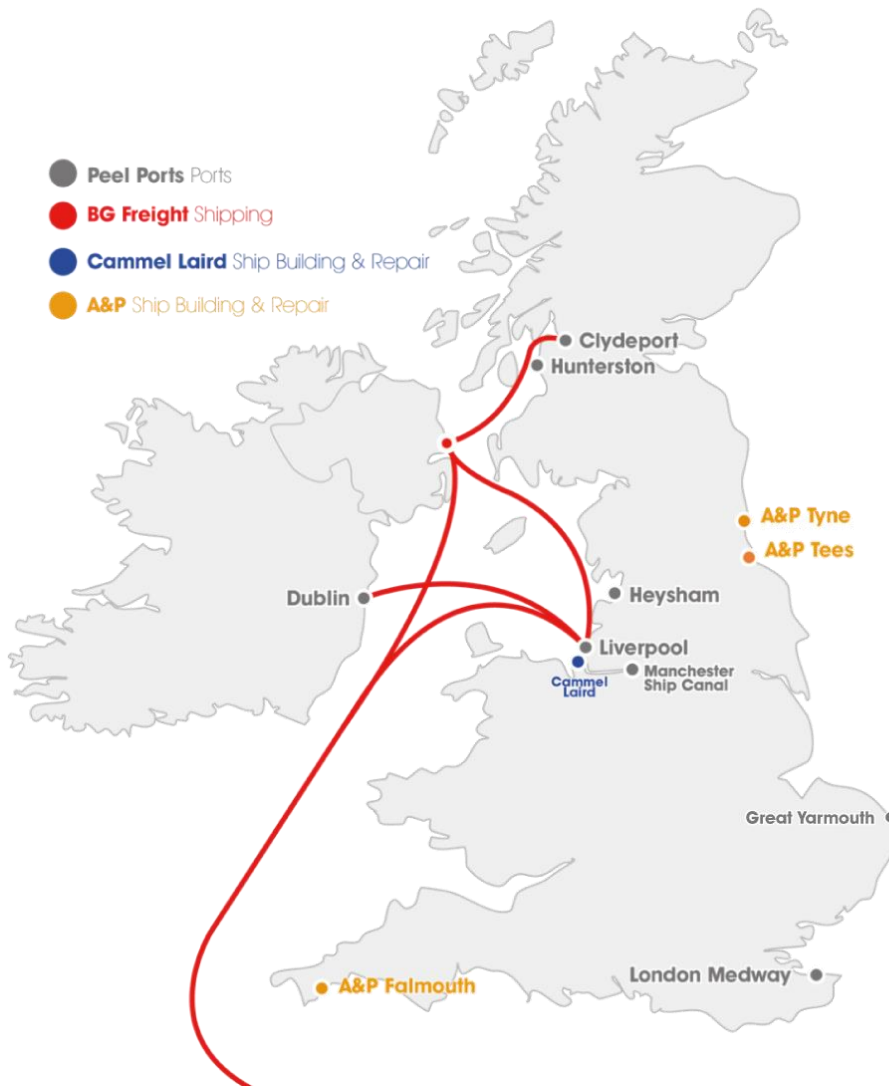 Peel Ports Ports
BG Freight Shipping
Cammel Laird Ship Building & Repair
A&P Ship Building & Repair
Clydeport
Hunterston
A&P Tyne
A&P Tees
Dublin
Heysham
Liverpool
Cammel
Laird
Manchester
Ship Canal
Great Yarmouth
London Medway
A&P Falmouth